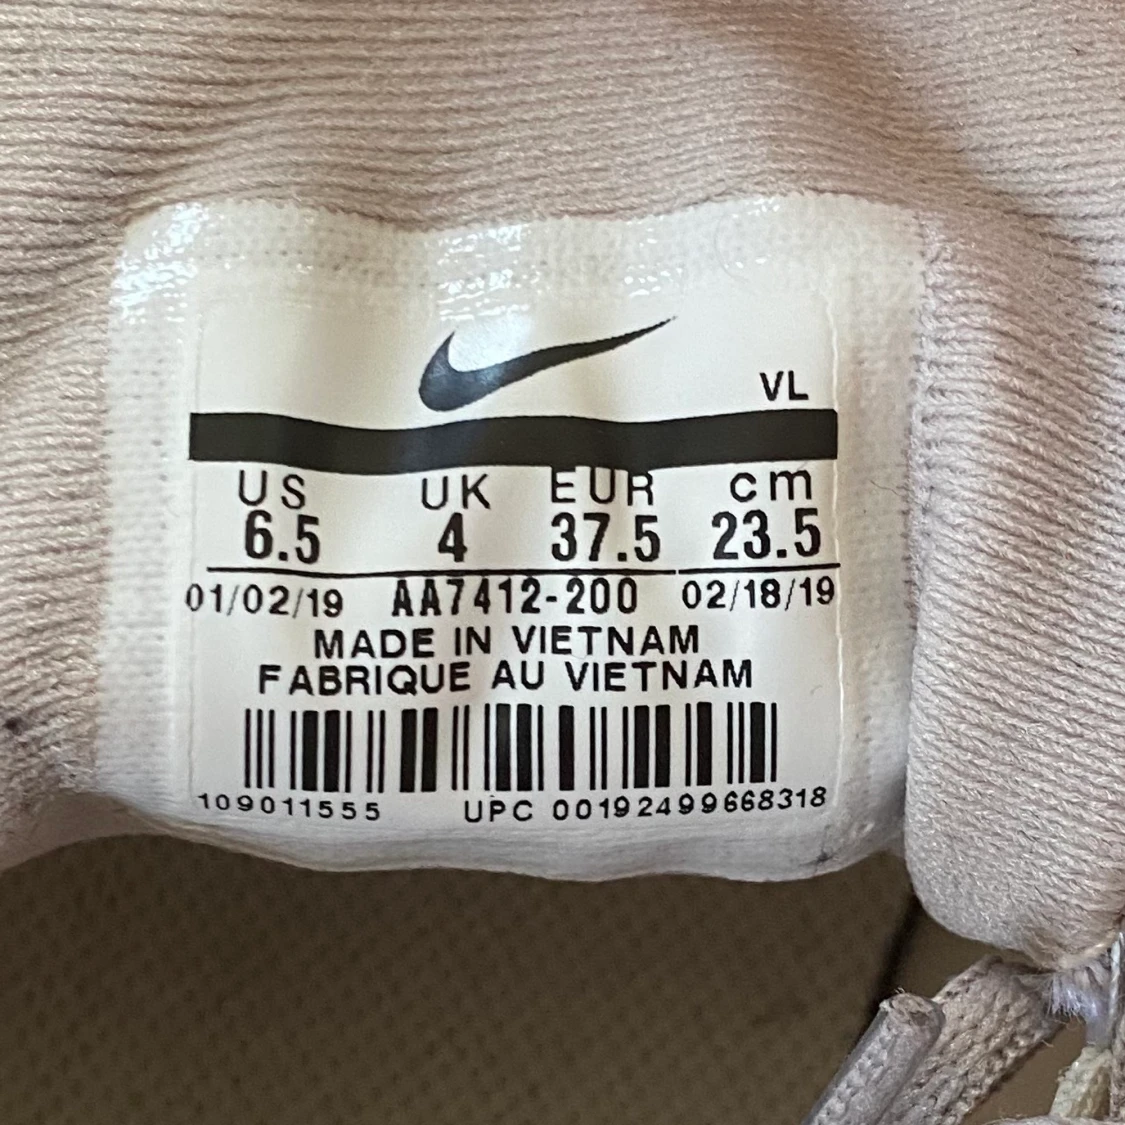 VL
US UK EUR cm
6.5 4 37.5 23.5
01/02/19 AA7412-200 02/18/19
MADE IN VIETNAM
FABRIQUE AU VIETNAM
109011555 UPC 00192499668318